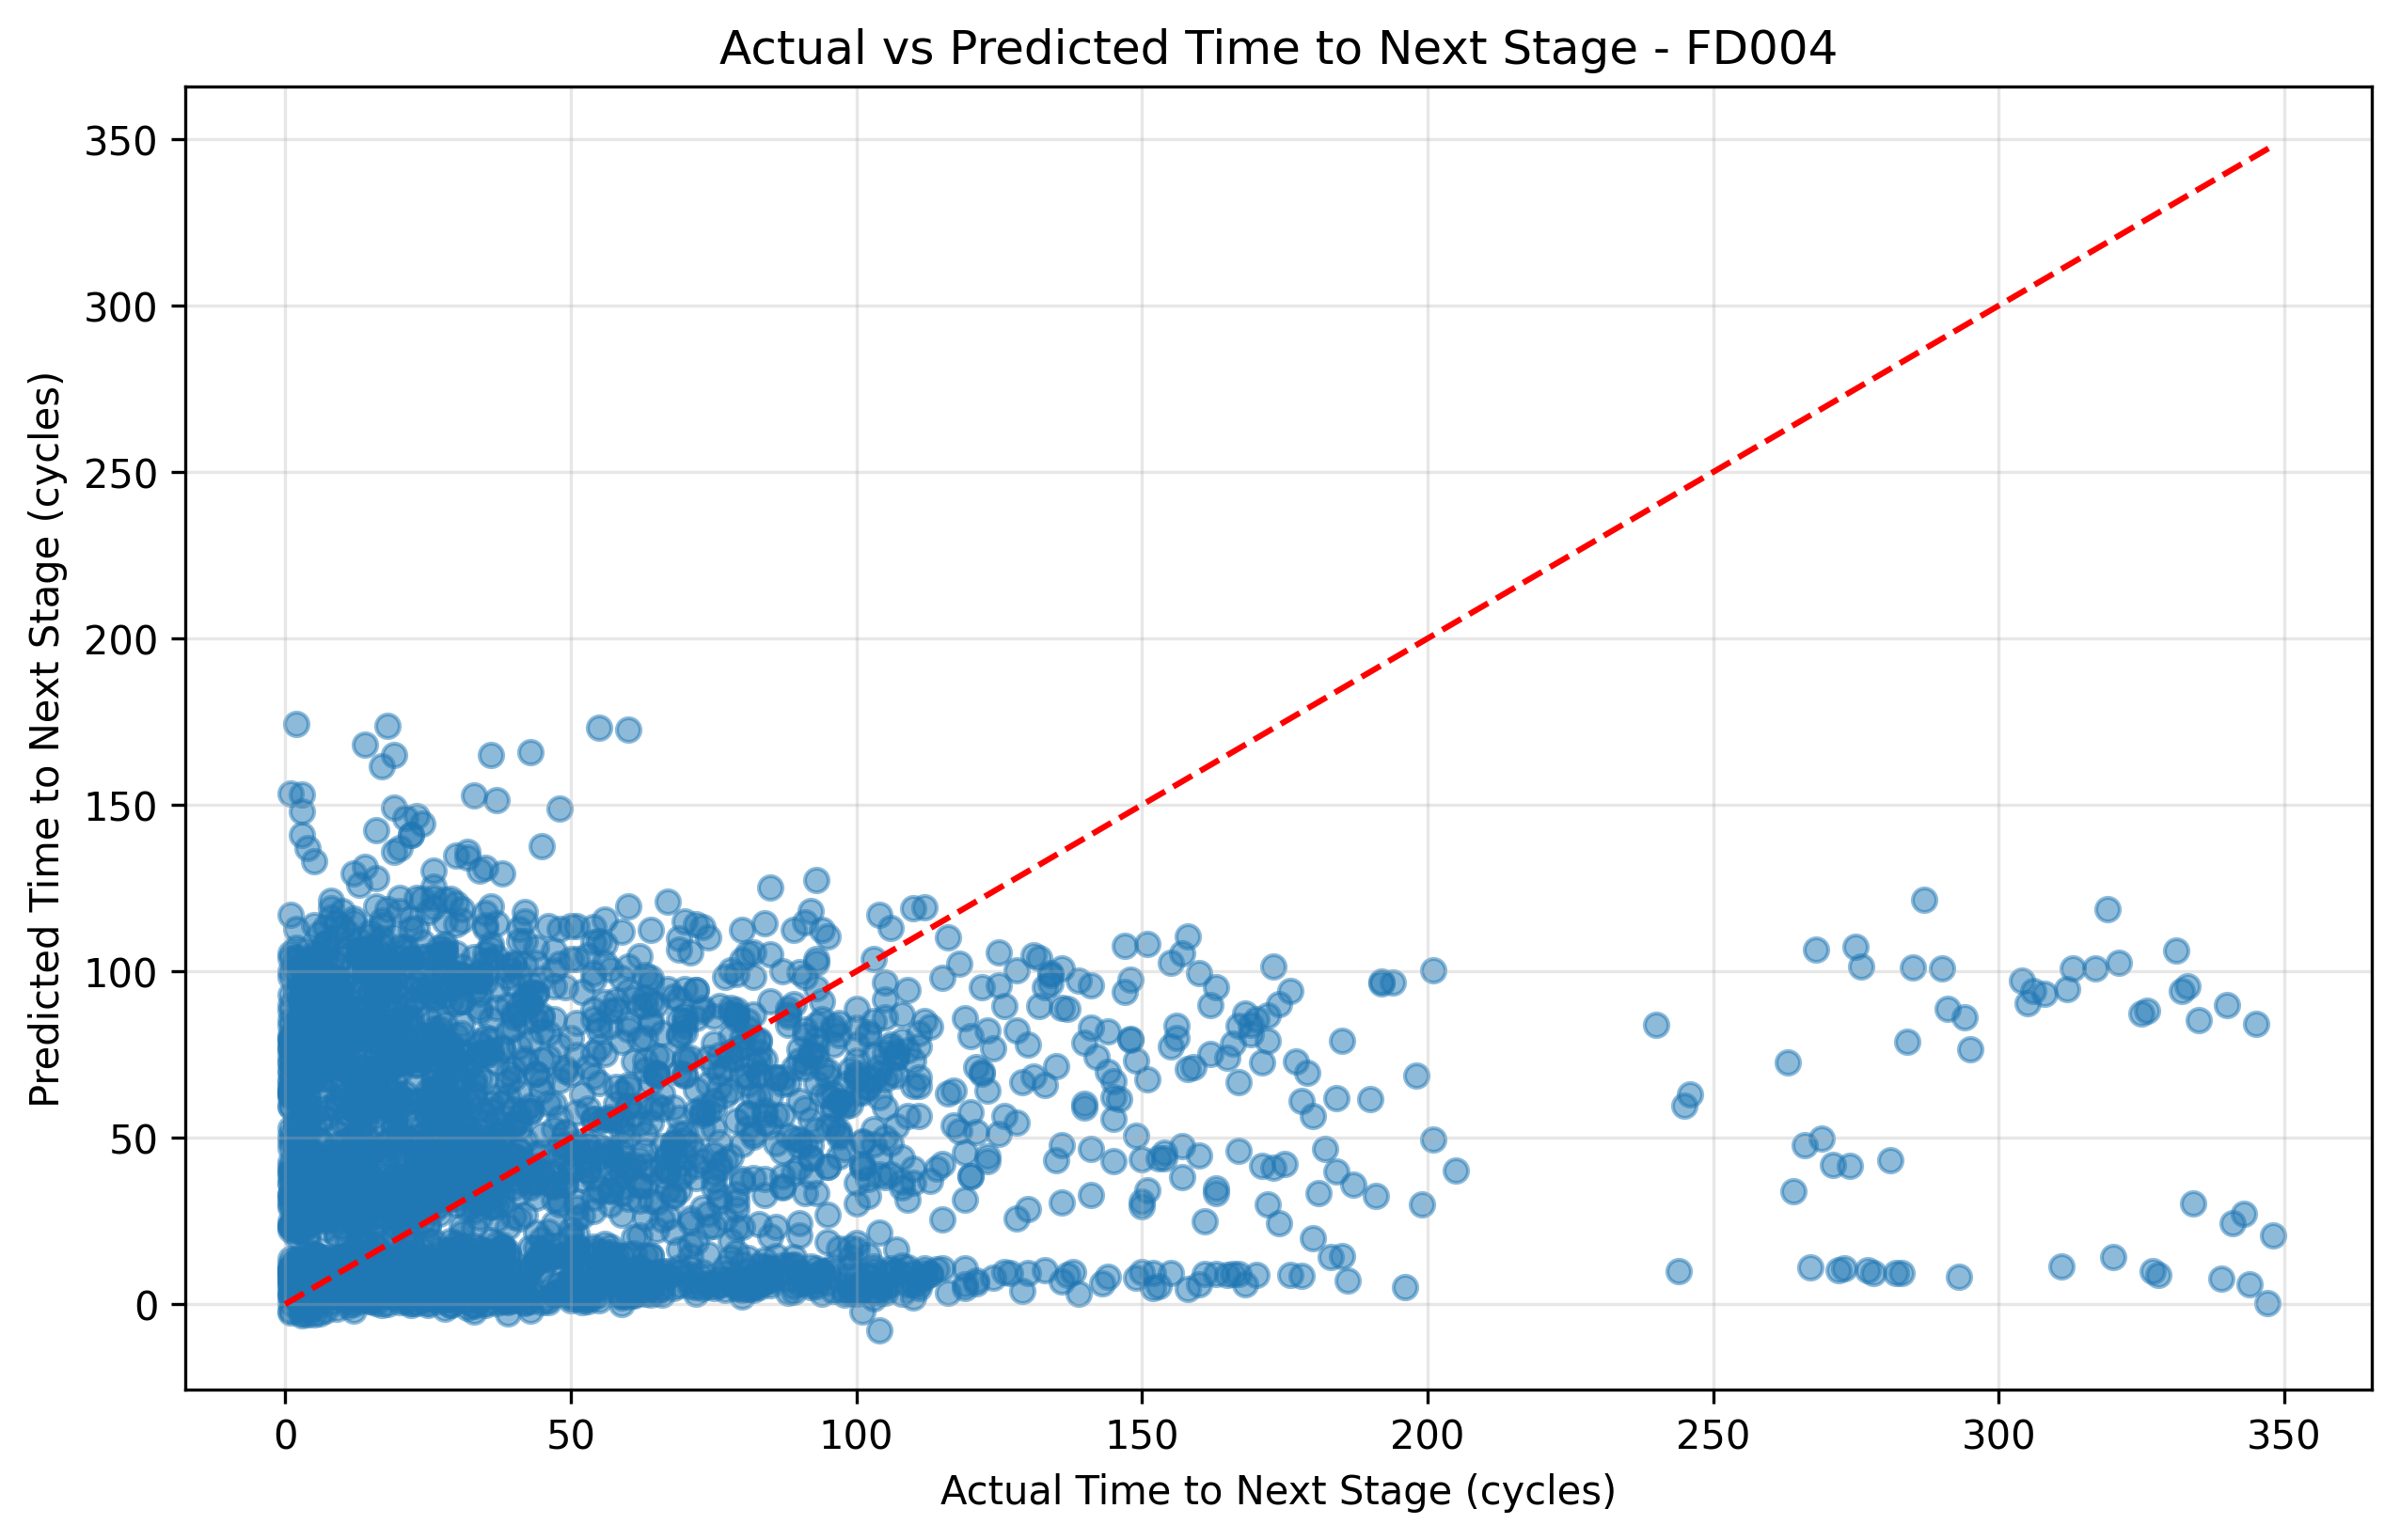 Actual vs Predicted Time to Next Stage - FD004
Predicted Time to Next Stage (cycles)
350
300
250
200
150
100
50
0
0 50 100 150 200 250 300 350
Actual Time to Next Stage (cycles)